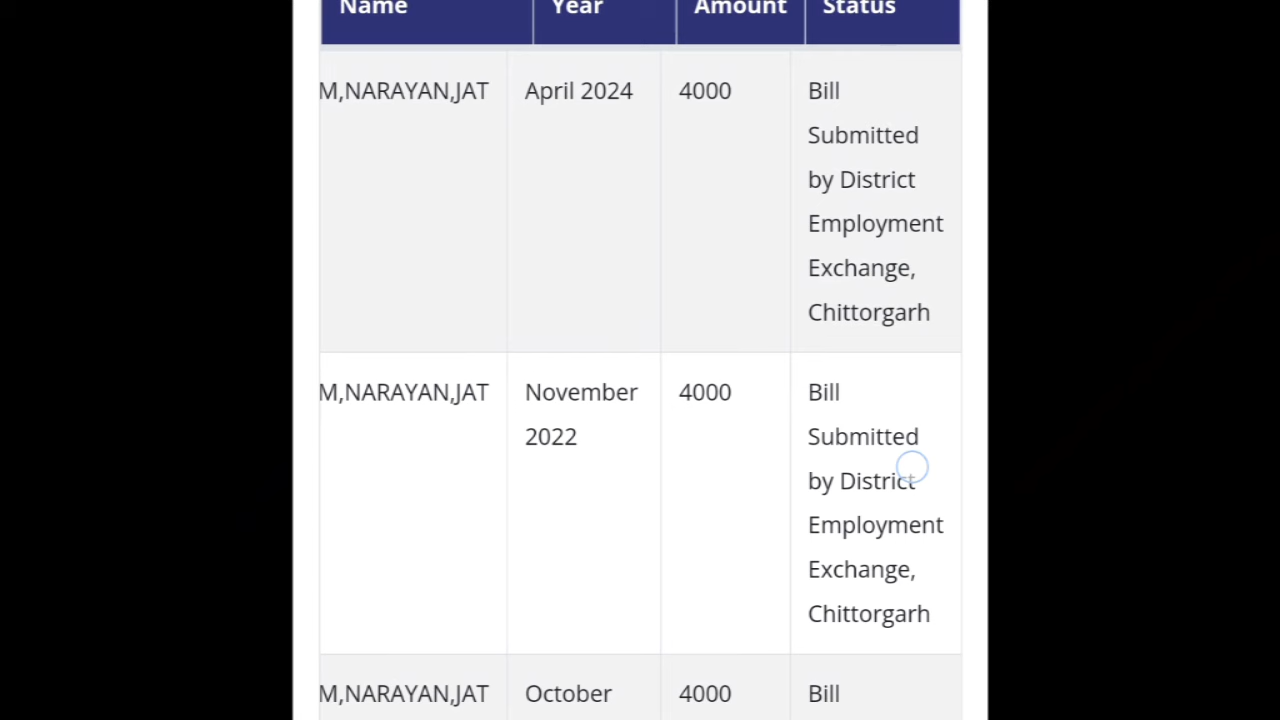 Name Year Amount Status
M,NARAYAN,JAT April 2024 4000 Bill
Submitted
by District
Employment
Exchange,
Chittorgarh
M,NARAYAN,JAT November 4000 Bill
2022 Submitted
by District
Employment
Exchange,
Chittorgarh
M,NARAYAN,JAT October 4000 Bill